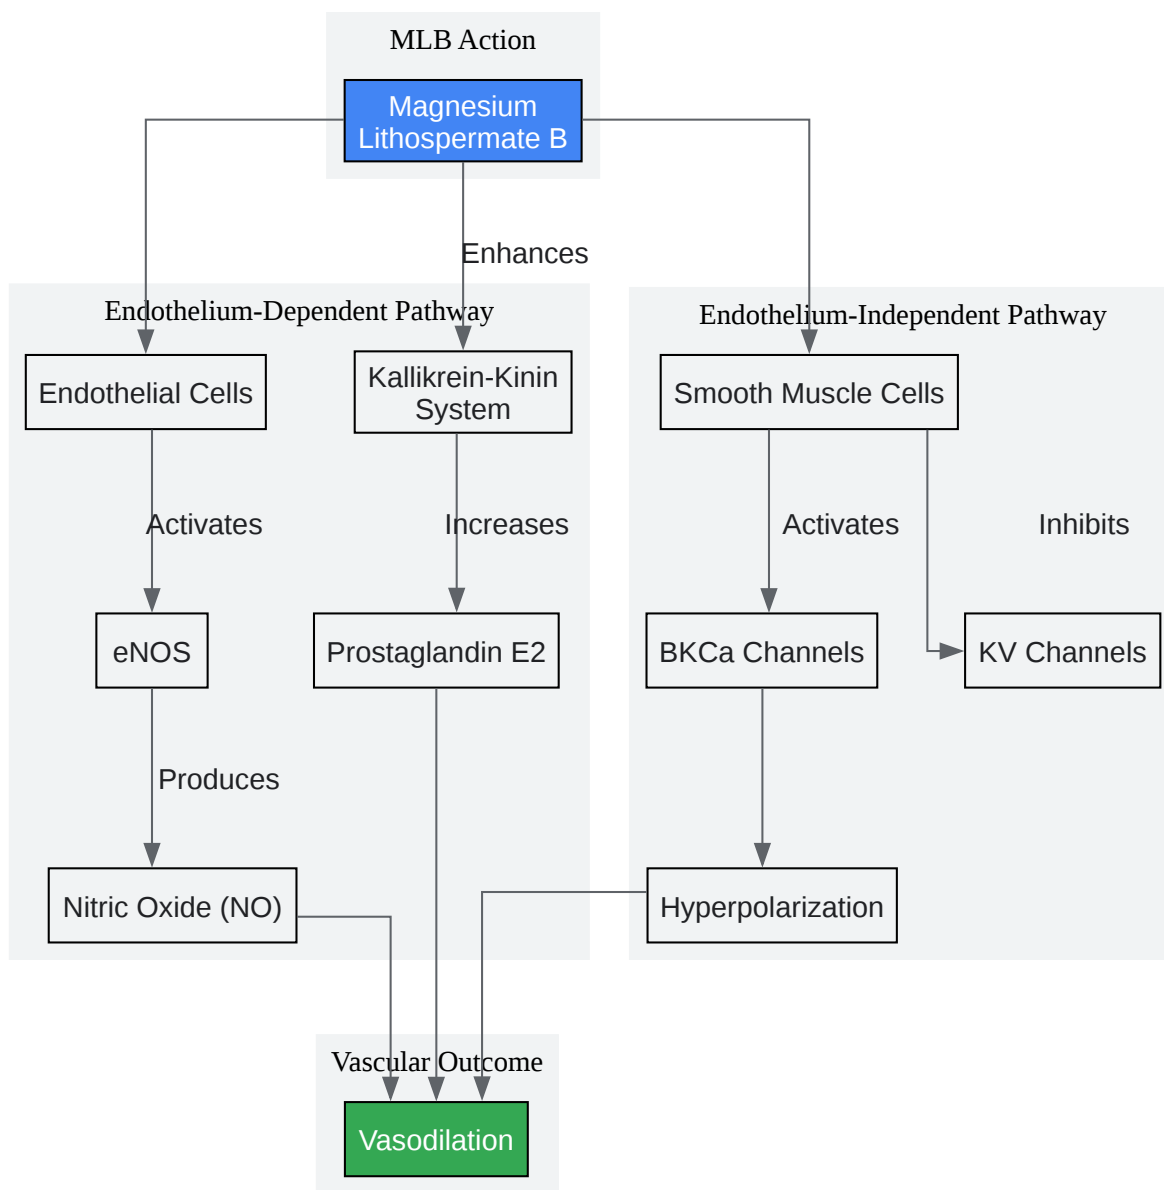 MLB Action
Magnesium
Lithospermate B
Enhances
Endothelium-Dependent Pathway
Endothelium-Independent Pathway
Endothelial Cells
Kallikrein-Kinin
System
Smooth Muscle Cells
Activates
Increases
Activates
Inhibits
eNOS
Prostaglandin E2
BKCa Channels
KV Channels
Produces
Nitric Oxide (NO)
Hyperpolarization
Vascular Outcome
Vasodilation